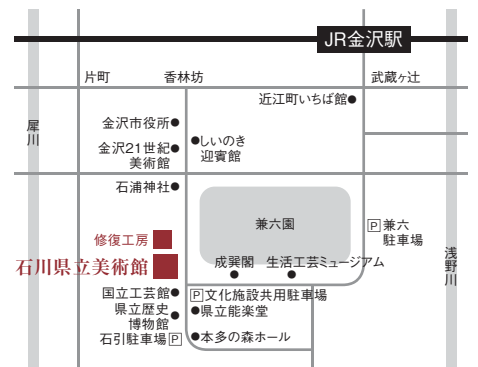 JR金沢駅
片町
香林坊
武蔵ヶ辻
近江町いちば館
犀川
金沢市役所
しいのき
迎賓館
金沢21世紀
美術館
石浦神社
兼六園
P兼六
駐車場
修復工房
石川県立美術館
成巽閣
生活工芸ミュージアム
浅野川
国立工芸館
P文化施設共用駐車場
県立歴史
博物館
県立能楽堂
石引駐車場P
本多の森ホール